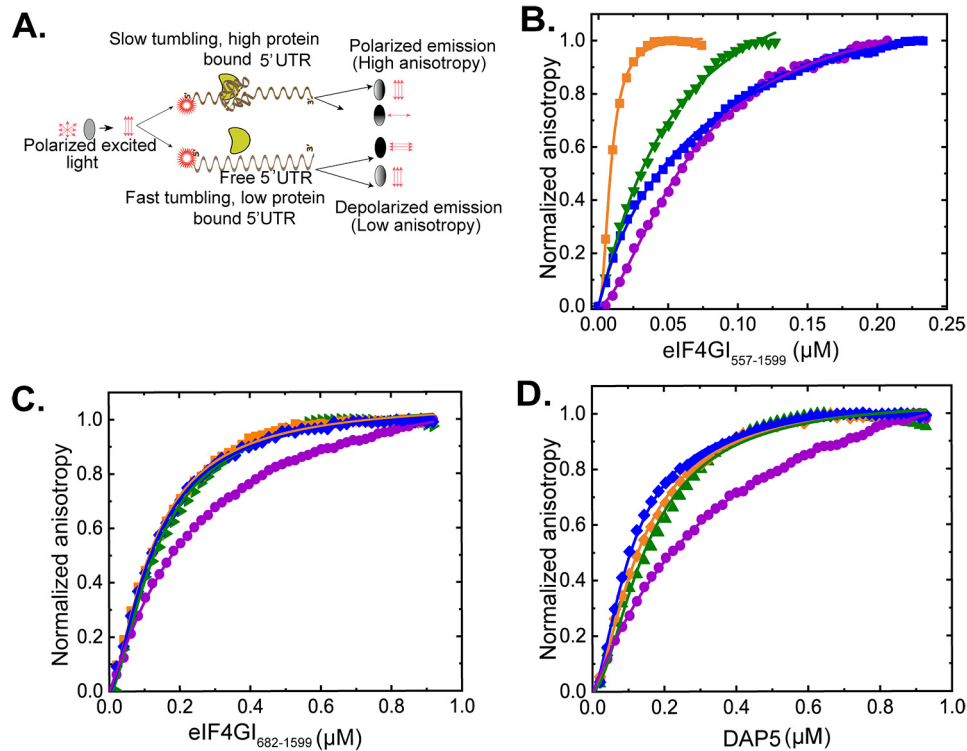 A.
Slow tumbling, high protein
bound 5'UTR
Polarized emission
(High anisotropy)
5'
3'
Polarized excited
light
5'
3'
Free 5'UTR
Fast tumbling, low protein
bound 5'UTR
Depolarized emission
(Low anisotropy)
B.
Normalized anisotropy
1.0
0.8
0.6
0.4
0.2
0.0
0.00 0.05 0.10 0.15 0.20 0.25
eIF4GI557-1599 (µM)
C.
Normalized anisotropy
1.0
0.8
0.6
0.4
0.2
0.0
0.0 0.2 0.4 0.6 0.8 1.0
eIF4GI682-1599 (µM)
D.
Normalized anisotropy
1.0
0.8
0.6
0.4
0.2
0.0
0.0 0.2 0.4 0.6 0.8 1.0
DAP5 (µM)